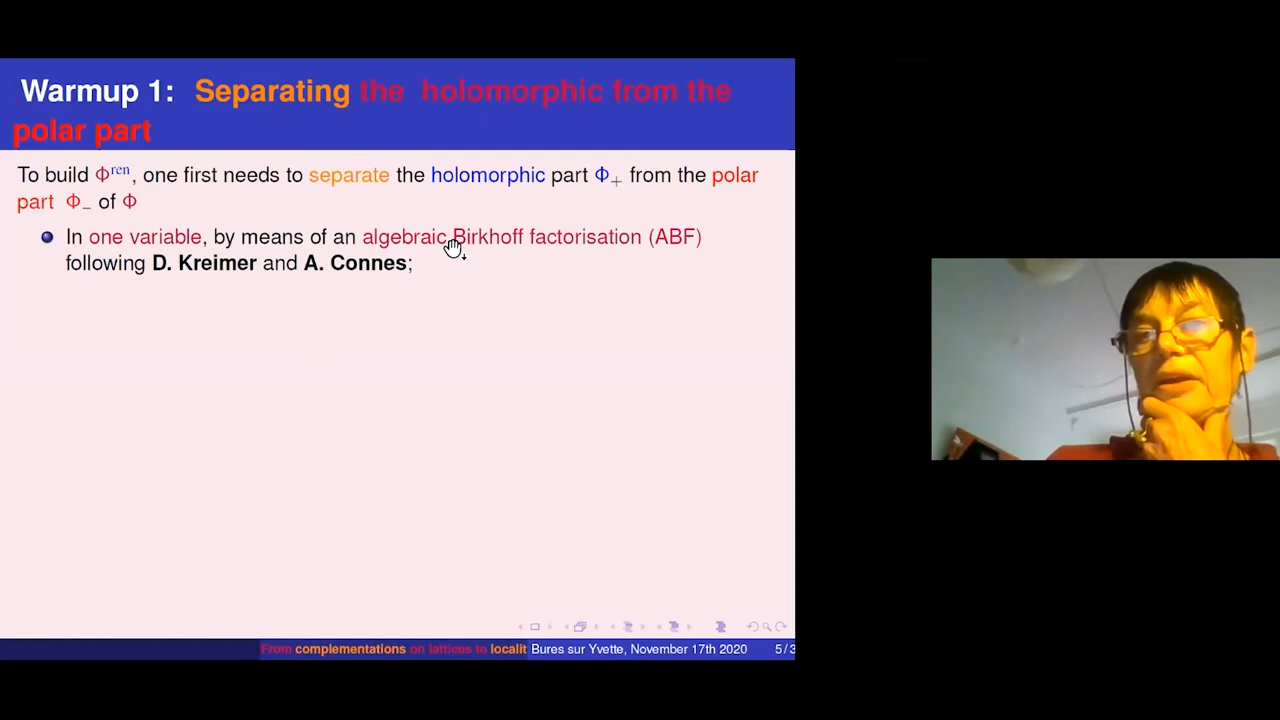 Warmup 1: Separating the holomorphic from the
polar part
To build Φʳᵉⁿ, one first needs to separate the holomorphic part Φ₊ from the polar
part Φ₋ of Φ
In one variable, by means of an algebraic Birkhoff factorisation (ABF)
following D. Kreimer and A. Connes;
From complementations on lattices to localit Bures sur Yvette, November 17th 2020 5 / 3